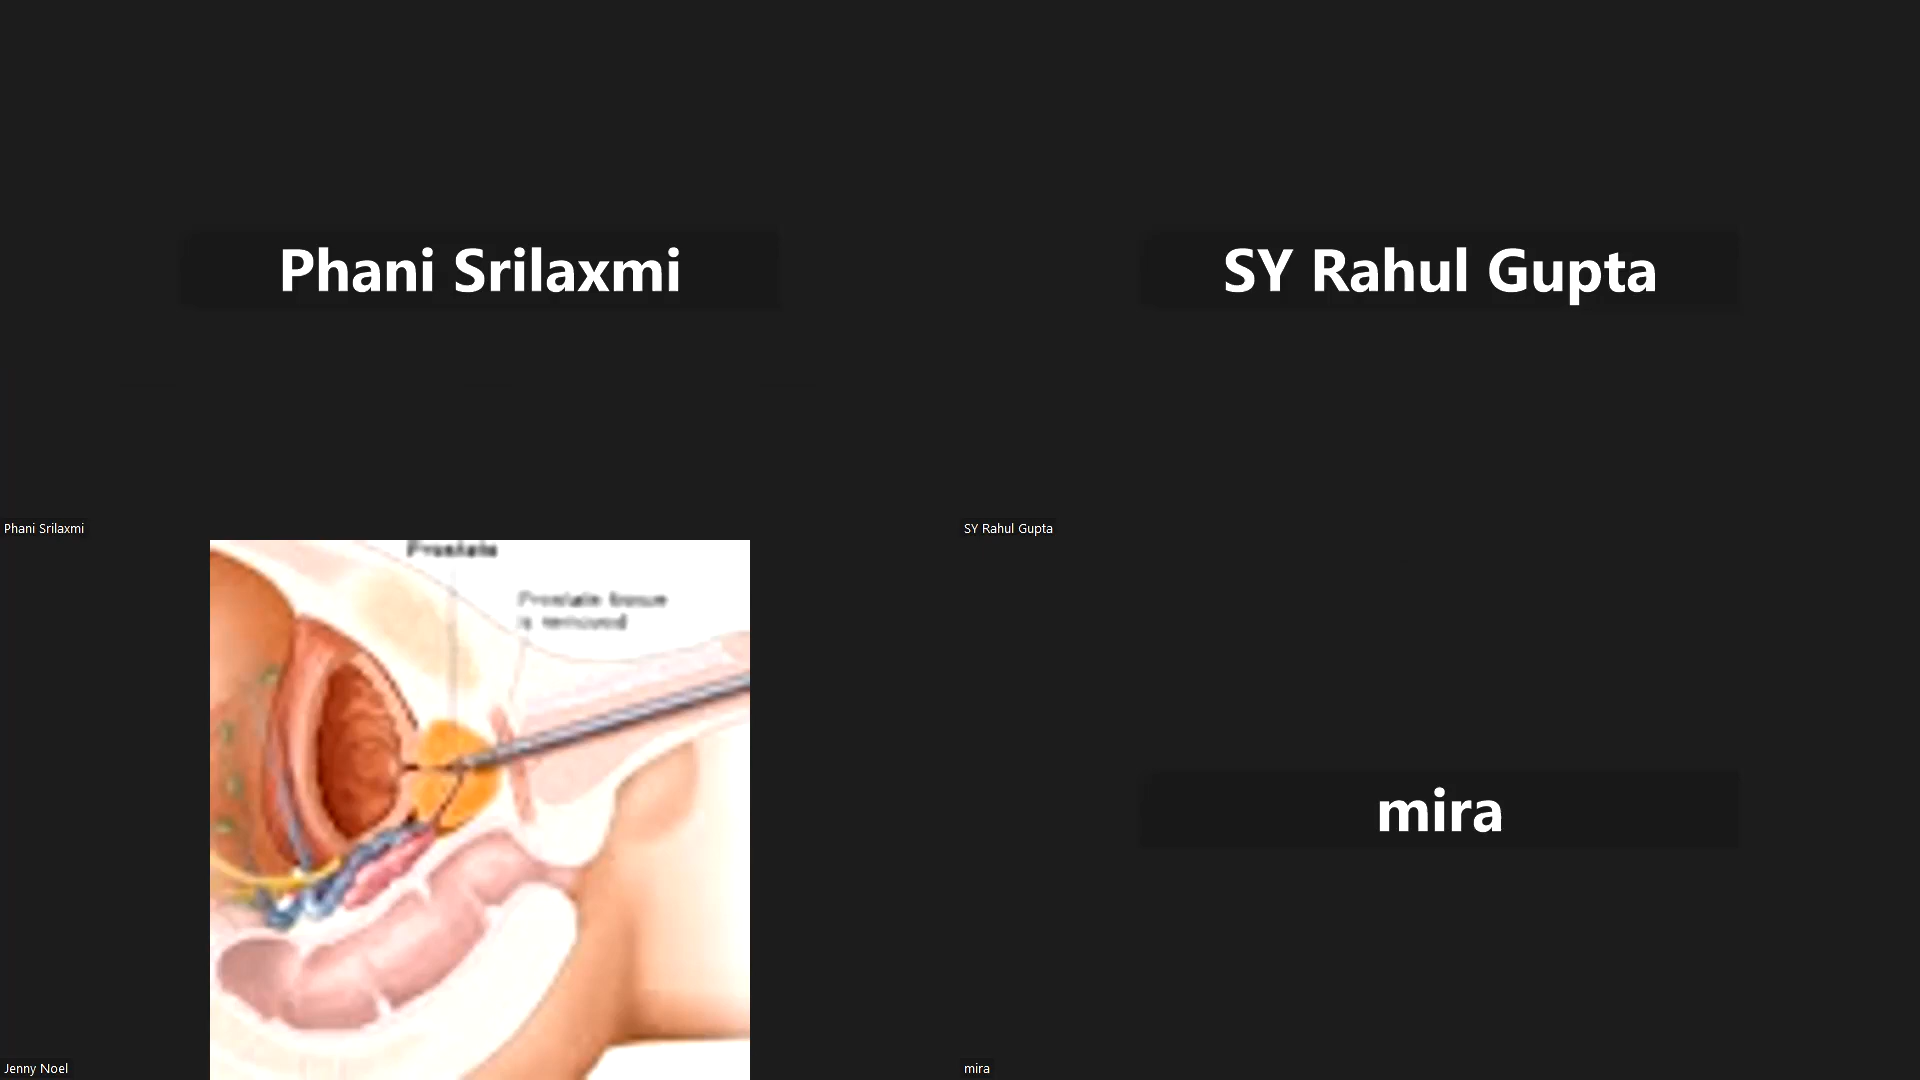 Phani Srilaxmi
SY Rahul Gupta
Phani Srilaxmi
SY Rahul Gupta
Prostate
Prostate tissue
is removed
mira
Jenny Noel
mira